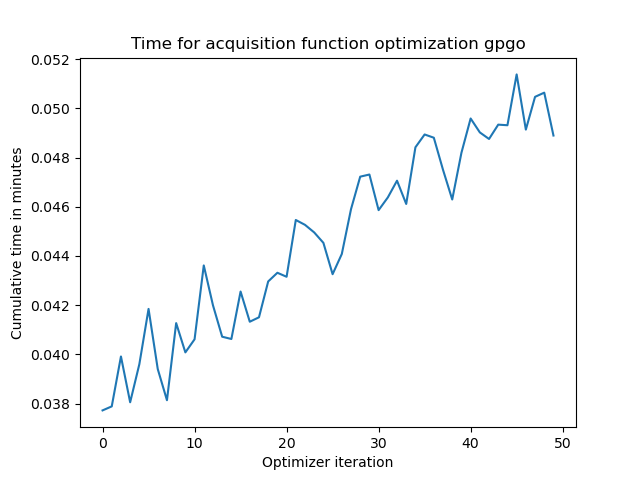 Time for acquisition function optimization gpgo
0.052
0.050
0.048
0.046
0.044
0.042
0.040
0.038
Cumulative time in minutes
0 10 20 30 40 50
Optimizer iteration